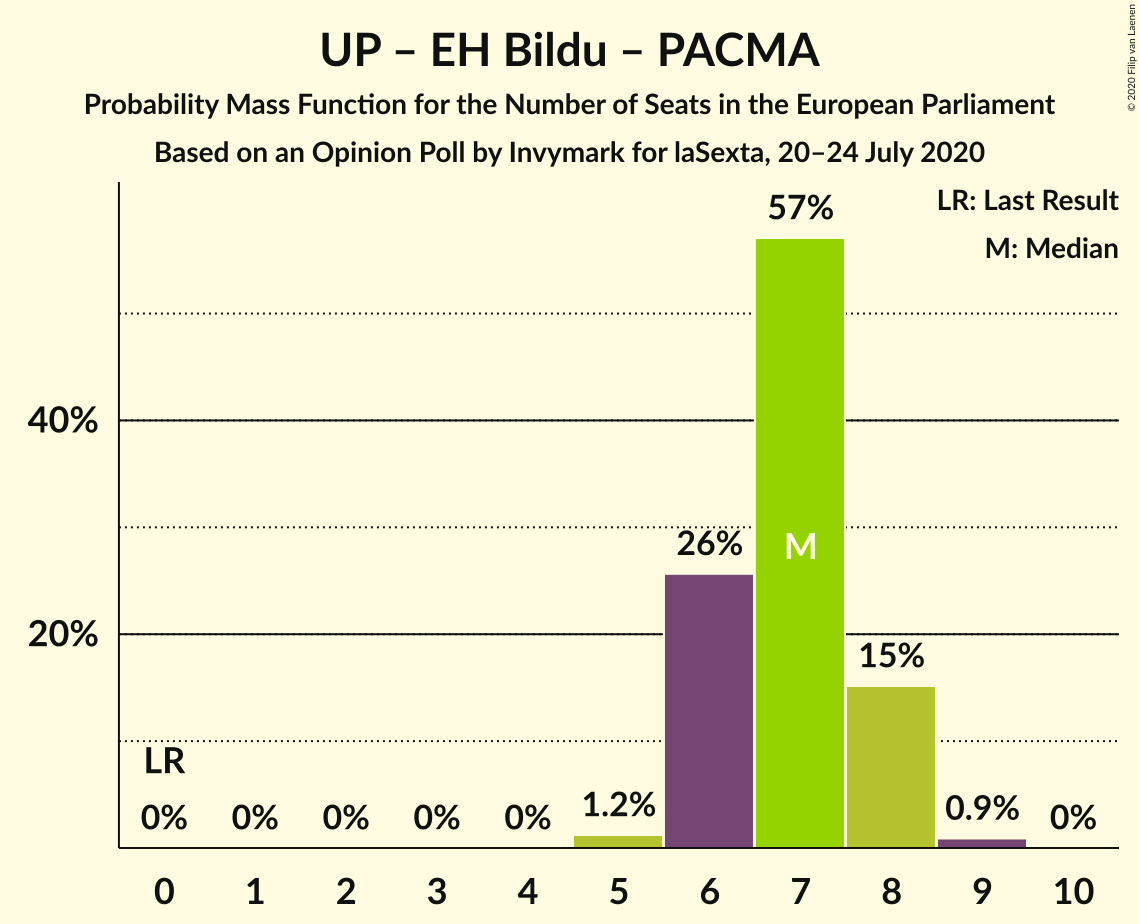 UP – EH Bildu – PACMA
Probability Mass Function for the Number of Seats in the European Parliament
Based on an Opinion Poll by Invymark for laSexta, 20–24 July 2020
© 2020 Filip van Laenen
LR: Last Result
M: Median
57%
40%
26%
M
20%
15%
LR
0%
0%
0%
0%
0%
1.2%
0.9%
0%
0 1 2 3 4 5 6 7 8 9 10